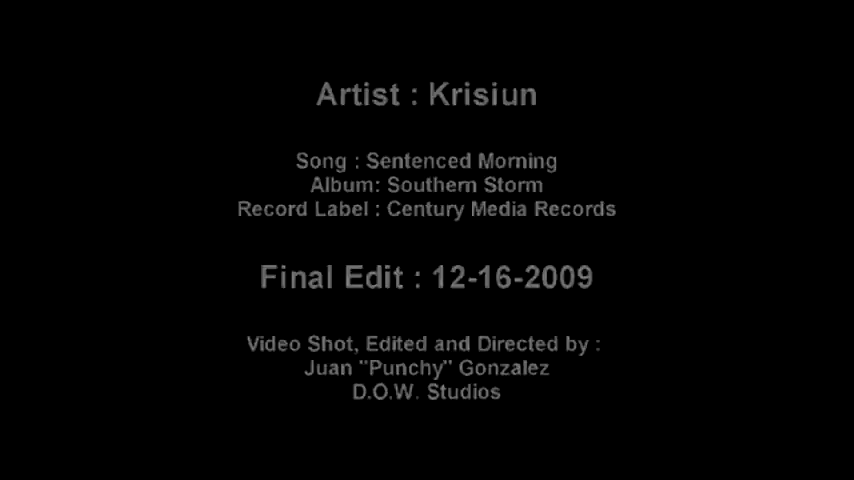 Artist : Krisiun
Song : Sentenced Morning
Album: Southern Storm
Record Label : Century Media Records
Final Edit : 12-16-2009
Video Shot, Edited and Directed by :
Juan "Punchy" Gonzalez
D.O.W. Studios